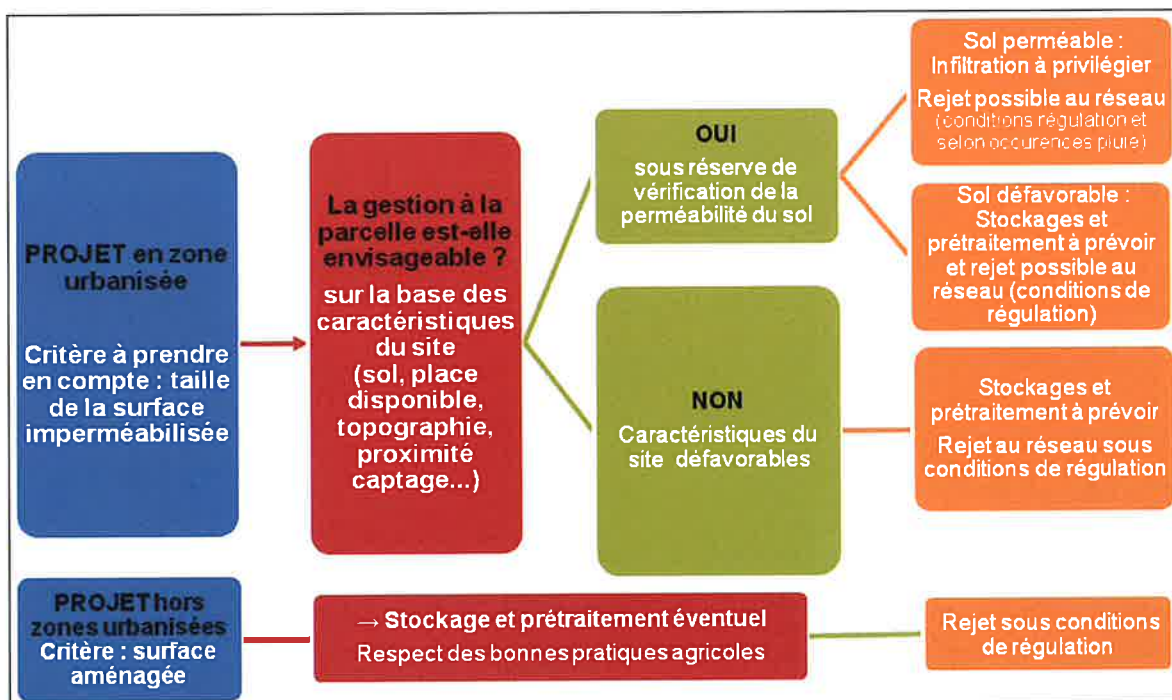 PROJET en zone
urbanisée
Critère à prendre
en compte : taille
de la surface
imperméabilisée
La gestion à la
parcelle est-elle
envisageable ?
sur la base des
caractéristiques
du site
(sol, place
disponible,
topographie,
proximité
captage...)
OUI
sous réserve de
vérification de la
perméabilité du sol
NON
Caractéristiques du
site défavorables
Sol perméable :
Infiltration à privilégier
Rejet possible au réseau
(conditions régulation et
selon occurences pluie)
Sol défavorable :
Stockages et
prétraitement à prévoir
et rejet possible au
réseau (conditions de
régulation)
Stockages et
prétraitement à prévoir
Rejet au réseau sous
conditions de régulation
PROJET hors
zones urbanisées
Critère : surface
aménagée
→ Stockage et prétraitement éventuel
Respect des bonnes pratiques agricoles
Rejet sous conditions
de régulation